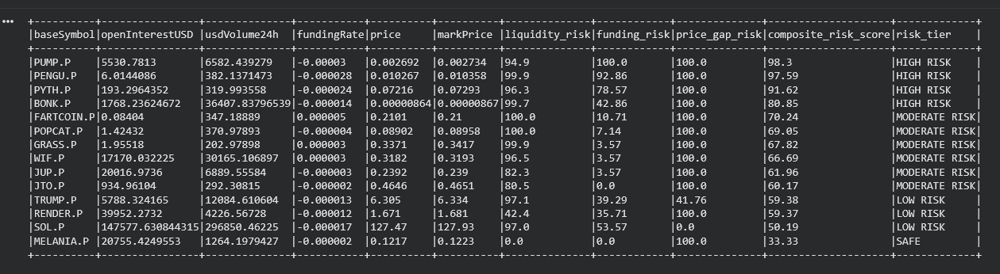 •••
+----------+------------------+--------------+-----------+----------+----------+--------------+------------+--------------+--------------------+-------------+
|baseSymbol|openInterestUSD |usdVolume24h |fundingRate|price |markPrice |liquidity_risk|funding_risk|price_gap_risk|composite_risk_score|risk_tier |
+----------+------------------+--------------+-----------+----------+----------+--------------+------------+--------------+--------------------+-------------+
|PUMP.P |5530.7813 |6582.439279 |-0.00003 |0.002692 |0.002734 |94.9 |100.0 |100.0 |98.3 |HIGH RISK |
|PENGU.P |6.0144086 |382.1371473 |-0.000028 |0.010267 |0.010358 |99.9 |92.86 |100.0 |97.59 |HIGH RISK |
|PYTH.P |193.2964352 |319.993558 |-0.000024 |0.07216 |0.07293 |96.3 |78.57 |100.0 |91.62 |HIGH RISK |
|BONK.P |1768.23624672 |36407.83796539|-0.000014 |0.00000864|0.00000867|99.7 |42.86 |100.0 |80.85 |HIGH RISK |
|FARTCOIN.P|0.08404 |347.18889 |0.000005 |0.2101 |0.21 |100.0 |10.71 |100.0 |70.24 |MODERATE RISK|
|POPCAT.P |1.42432 |370.97893 |-0.000004 |0.08902 |0.08958 |100.0 |7.14 |100.0 |69.05 |MODERATE RISK|
|GRASS.P |1.95518 |202.97898 |0.000003 |0.3371 |0.3417 |99.9 |3.57 |100.0 |67.82 |MODERATE RISK|
|WIF.P |17170.032225 |30165.106897 |0.000003 |0.3182 |0.3193 |96.5 |3.57 |100.0 |66.69 |MODERATE RISK|
|JUP.P |20016.9736 |6889.55584 |-0.000003 |0.2392 |0.239 |82.3 |3.57 |100.0 |61.96 |MODERATE RISK|
|JTO.P |934.96104 |292.30815 |-0.000002 |0.4646 |0.4651 |80.5 |0.0 |100.0 |60.17 |MODERATE RISK|
|TRUMP.P |5788.324165 |12084.610604 |-0.000013 |6.305 |6.334 |97.1 |39.29 |41.76 |59.38 |LOW RISK |
|RENDER.P |39952.2732 |4226.56728 |-0.000012 |1.671 |1.681 |42.4 |35.71 |100.0 |59.37 |LOW RISK |
|SOL.P |147577.630844315|296850.46225 |-0.000017 |127.47 |127.93 |97.0 |53.57 |0.0 |50.19 |LOW RISK |
|MELANIA.P |20755.4249553 |1264.1979427 |-0.000002 |0.1217 |0.1223 |0.0 |0.0 |100.0 |33.33 |SAFE |
+----------+------------------+--------------+-----------+----------+----------+--------------+------------+--------------+--------------------+-------------+